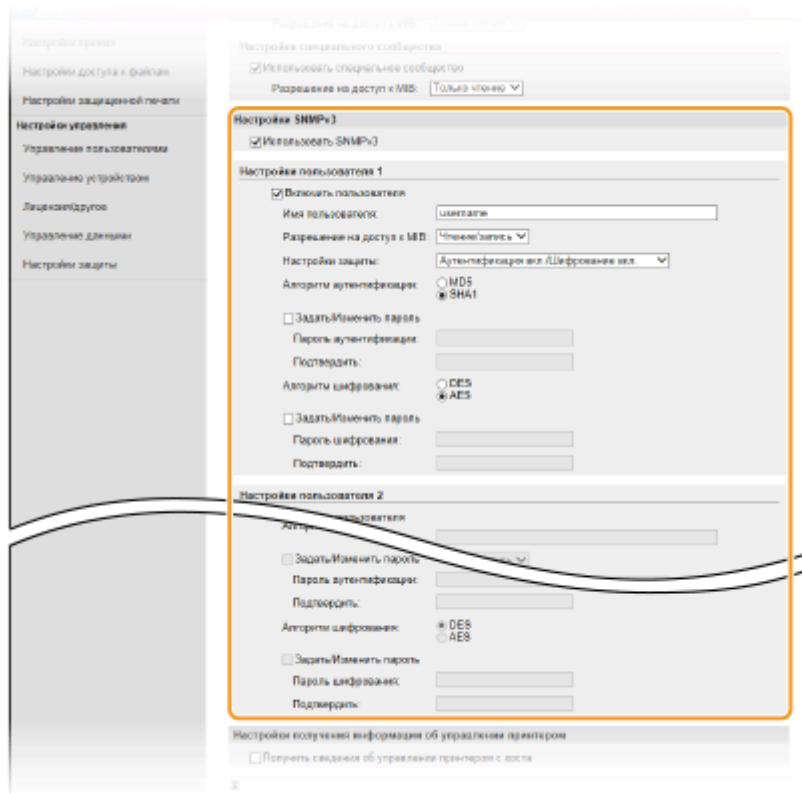 Разрешение на доступ к MIB:
Настройки приема
Настройки доступа к файлам
Настройки защищенной печати
Настройки управления
Управление пользователями
Управление устройством
Лицензия/другое
Управление данными
Настройки защиты
Настройки специального сообщества
Использовать специальное сообщество
Разрешение на доступ к MIB: Только чтение
Настройки SNMPv3
Использовать SNMPv3
Настройки пользователя 1
Включить пользователя
Имя пользователя: username
Разрешение на доступ к MIB: Чтение/запись
Настройки защиты: Аутентификация вкл./Шифрование вкл.
Алгоритм аутентификации: MD5
SHA1
Задать/Изменить пароль
Пароль аутентификации:
Подтвердить:
Алгоритм шифрования: DES
AES
Задать/Изменить пароль
Пароль шифрования:
Подтвердить:
Настройки пользователя 2
Задать/Изменить пароль
Пароль аутентификации:
Подтвердить:
Алгоритм шифрования: DES
AES
Задать/Изменить пароль
Пароль шифрования:
Подтвердить:
Настройки получения информации об управлении принтером
Получить сведения об управлении принтером с хоста